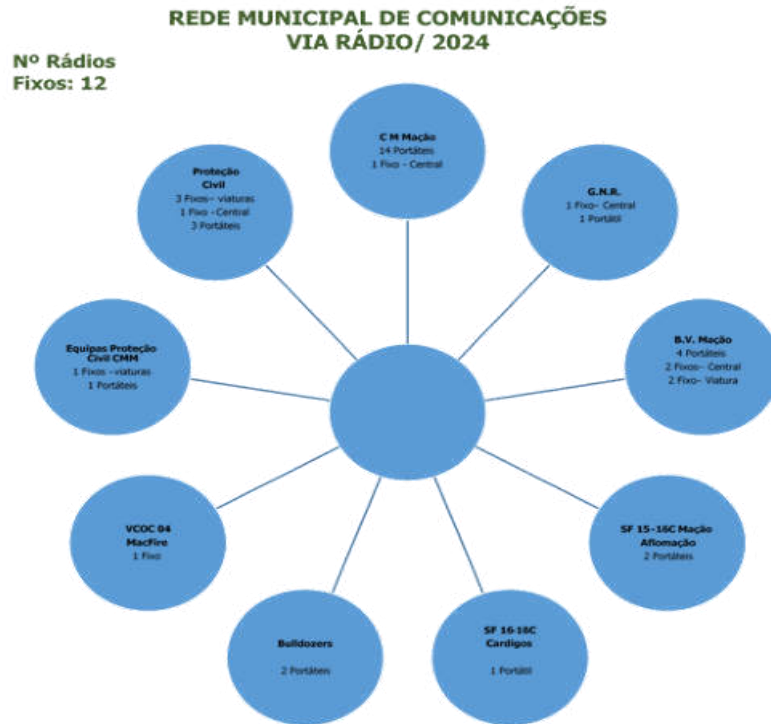 REDE MUNICIPAL DE COMUNICAÇÕES
VIA RÁDIO/ 2024
Nº Rádios
Fixos: 12
C M Mação
14 Portáteis
1 Fixo - Central
Proteção
Civil
3 Fixos– viaturas
1 Fixo -Central
3 Portáteis
G.N.R.
1 Fixo– Central
1 Portátil
Equipas Proteção
Civil CMM
1 Fixos -viaturas
1 Portáteis
B.V. Mação
4 Portáteis
2 Fixos– Central
2 Fixo– Viatura
VCOC 04
MacFire
1 Fixo
SF 15-16C Mação
Aflomação
2 Portáteis
Bulldozers
2 Portáteis
SF 16-16C
Cardigos
1 Portátil